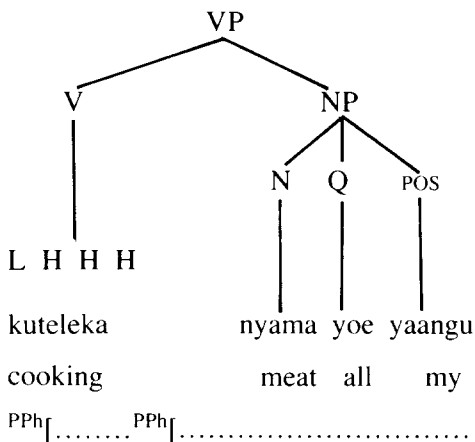 VP
V NP
N Q POS
L H H H
kuteleka nyama yoe yaangu
cooking meat all my
PPh[........ PPh[.....................................